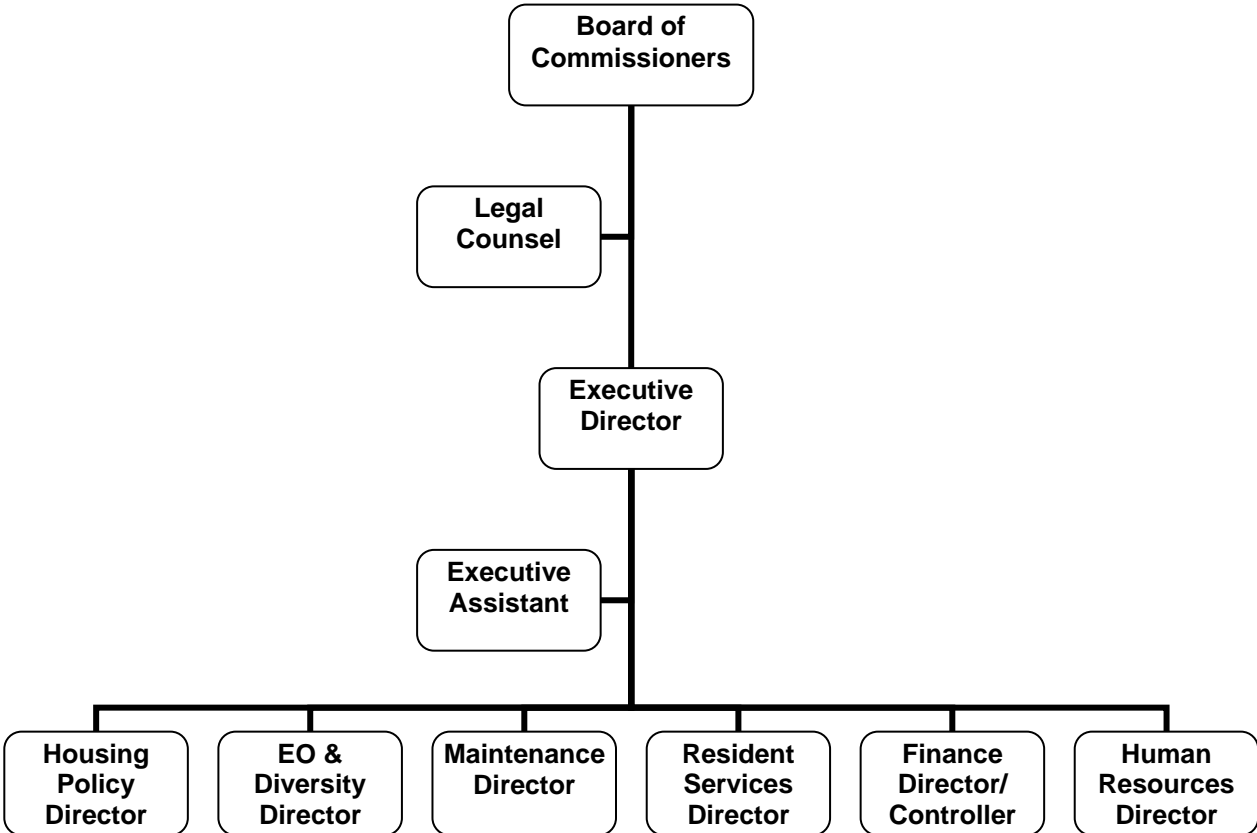 Board of
Commissioners
Legal
Counsel
Executive
Director
Executive
Assistant
Housing
Policy
Director
EO &
Diversity
Director
Maintenance
Director
Resident
Services
Director
Finance
Director/
Controller
Human
Resources
Director